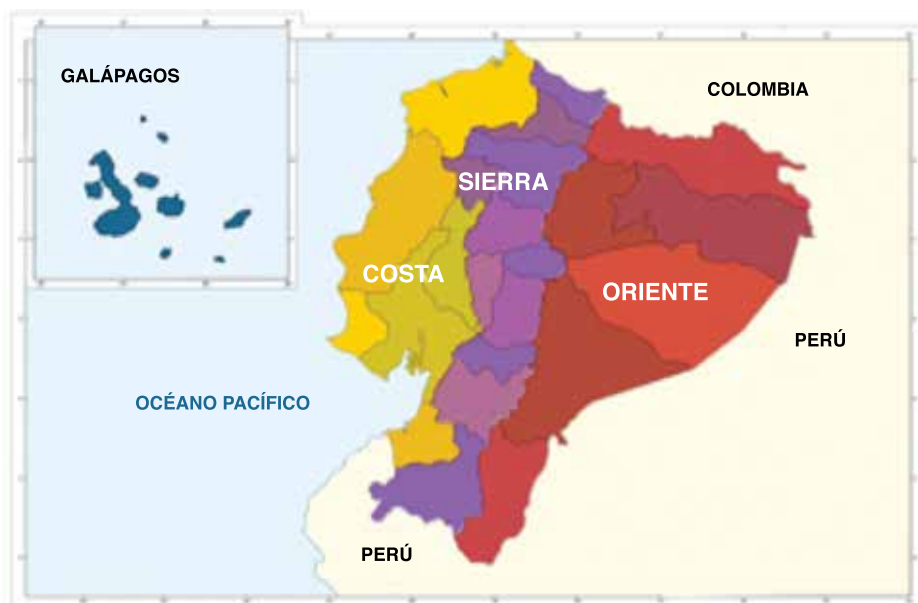 GALÁPAGOS
COLOMBIA
SIERRA
COSTA
ORIENTE
PERÚ
OCÉANO PACÍFICO
PERÚ